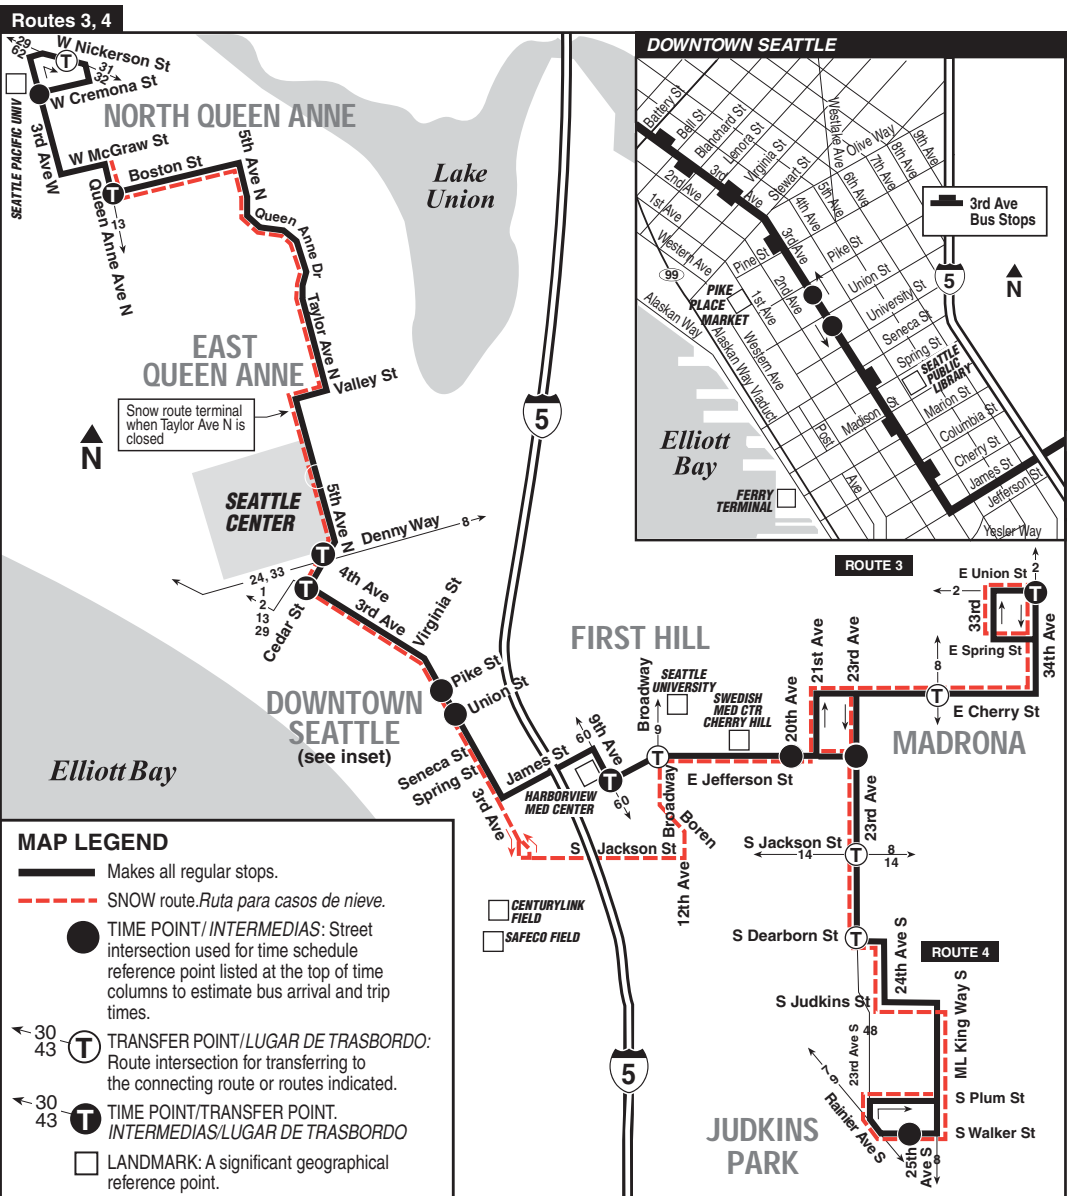 Routes 3, 4
29
62
W Nickerson St
T
31
32
W Cremona St
SEATTLE PACIFIC UNIV
NORTH QUEEN ANNE
3rd Ave W
W McGraw St
Boston St
5th Ave N
T
13
Queen Anne Ave N
Queen Anne Dr
Taylor Ave N
Lake
Union
EAST
QUEEN ANNE
Valley St
Snow route terminal
when Taylor Ave N is
closed
N
5
SEATTLE
CENTER
5th Ave N
Denny Way
8
T
24, 33
1
2
13
29
T
Cedar St
4th Ave
3rd Ave
Virginia St
Pike St
Union St
DOWNTOWN
SEATTLE
(see inset)
Elliott Bay
Seneca St
Spring St
3rd Ave
James St
60
9th Ave
T
60
HARBORVIEW
MED CENTER
FIRST HILL
Broadway
9
T
SEATTLE
UNIVERSITY
SWEDISH
MED CTR
CHERRY HILL
E Jefferson St
Broadway
Boren
S Jackson St
12th Ave
CENTURYLINK
FIELD
SAFECO FIELD
5
20th Ave
21st Ave
23rd Ave
ROUTE 3
E Union St
2
2
T
33rd
E Spring St
34th Ave
8
T
E Cherry St
MADRONA
23rd Ave
S Jackson St
14
T
8
14
S Dearborn St
T
24th Ave S
ROUTE 4
S Judkins St
48
23rd Ave S
ML King Way S
7 9
Rainier Ave S
S Plum St
S Walker St
25th
Ave S
8
JUDKINS
PARK
DOWNTOWN SEATTLE
Battery St
Bell St
Blanchard St
Lenora St
Virginia St
Stewart St
Westlake Ave
Olive Way
9th Ave
8th Ave
7th Ave
6th Ave
5th Ave
4th Ave
3rd Ave
2nd Ave
1st Ave
Western Ave
3rd Ave
Bus Stops
N
5
99
Pine St
3rd Ave
Pike St
2nd Ave
Union St
PIKE
PLACE
MARKET
1st Ave
University St
Alaskan Way
Western Ave
Seneca St
Alaskan Way Viaduct
Spring St
SEATTLE
PUBLIC
LIBRARY
Madison St
Marion St
Columbia St
Post
Ave
Cherry St
James St
Jefferson St
Yesler Way
Elliott
Bay
FERRY
TERMINAL
MAP LEGEND
Makes all regular stops.
SNOW route.Ruta para casos de nieve.
TIME POINT/INTERMEDIAS: Street
intersection used for time schedule
reference point listed at the top of time
columns to estimate bus arrival and trip
times.
30
43
T
TRANSFER POINT/LUGAR DE TRASBORDO:
Route intersection for transferring to
the connecting route or routes indicated.
30
43
T
TIME POINT/TRANSFER POINT.
INTERMEDIAS/LUGAR DE TRASBORDO
LANDMARK: A significant geographical
reference point.